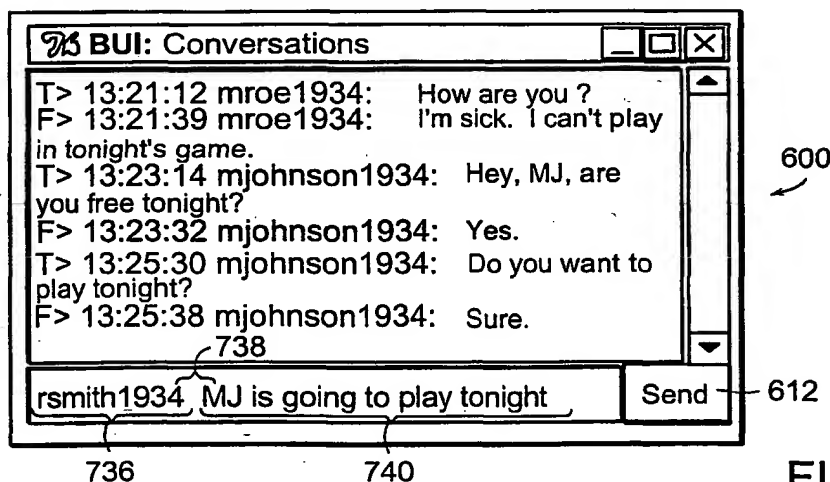 BUI: Conversations
T> 13:21:12 mroe1934: How are you ?
F> 13:21:39 mroe1934: I'm sick. I can't play
in tonight's game.
T> 13:23:14 mjohnson1934: Hey, MJ, are
you free tonight?
F> 13:23:32 mjohnson1934: Yes.
T> 13:25:30 mjohnson1934: Do you want to
play tonight?
F> 13:25:38 mjohnson1934: Sure.
600
738
rsmith1934 MJ is going to play tonight
Send
612
736
740